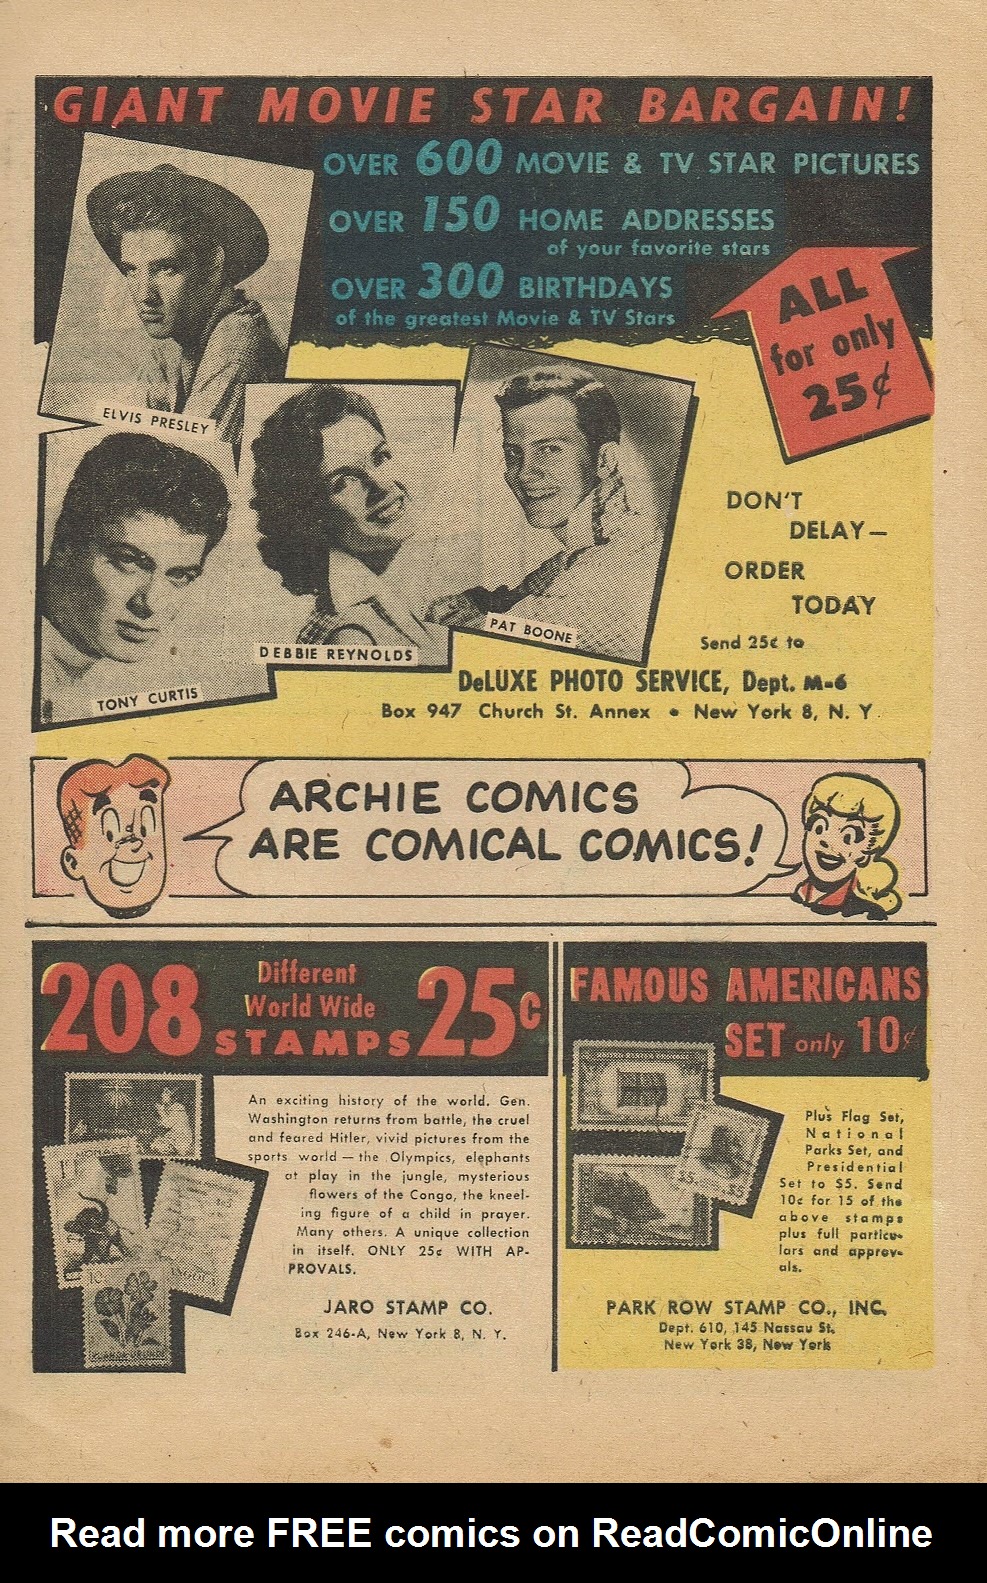 GIANT MOVIE STAR BARGAIN!
OVER 600 MOVIE & TV STAR PICTURES
OVER 150 HOME ADDRESSES
of your favorite stars
OVER 300 BIRTHDAYS
of the greatest Movie & TV Stars
ALL
for only
25¢
ELVIS PRESLEY
TONY CURTIS
DEBBIE REYNOLDS
PAT BOONE
DON'T
DELAY—
ORDER
TODAY
Send 25¢ to
DeLUXE PHOTO SERVICE, Dept. M-6
Box 947 Church St. Annex • New York 8, N. Y.
ARCHIE COMICS
ARE COMICAL COMICS!
208
Different
World Wide
STAMPS
25¢
An exciting history of the world. Gen.
Washington returns from battle, the cruel
and feared Hitler, vivid pictures from the
sports world — the Olympics, elephants
at play in the jungle, mysterious
flowers of the Congo, the kneel-
ing figure of a child in prayer.
Many others. A unique collection
in itself. ONLY 25¢ WITH AP-
PROVALS.
MONACO
10c
JARO STAMP CO.
Box 246-A, New York 8, N. Y.
FAMOUS AMERICANS
SET only 10¢
Plus Flag Set,
National
Parks Set, and
Presidential
Set to $5. Send
10¢ for 15 of the
above stamps
plus full particu-
lars and approv-
als.
PARK ROW STAMP CO., INC.
Dept. 610, 145 Nassau St.
New York 38, New York
Read more FREE comics on ReadComicOnline